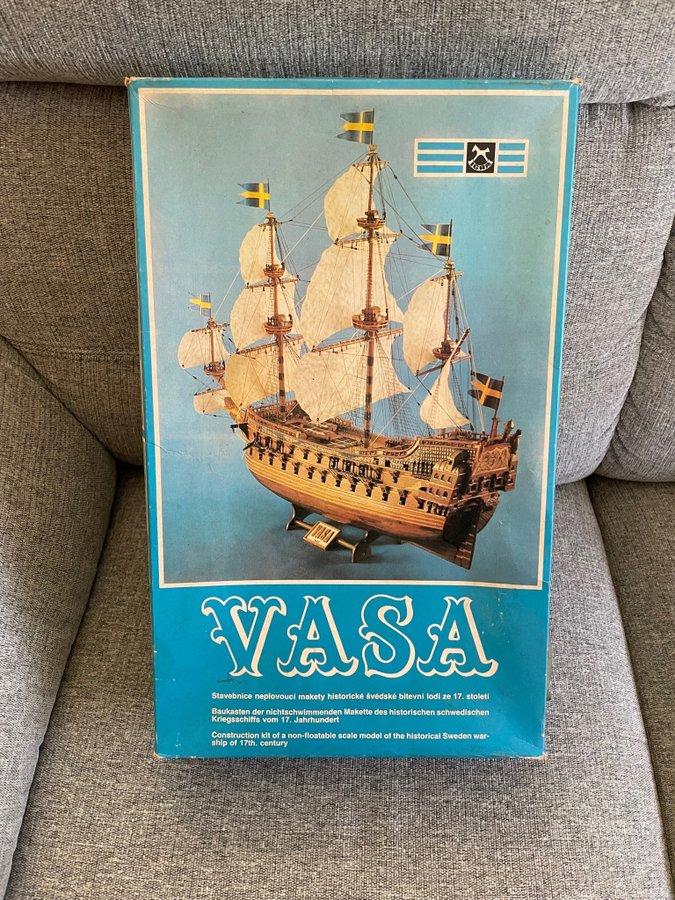 IGRA
VASA
VASA
Stavebnice neplovoucí makety historické švédské bitevní lodi ze 17. století
Baukasten der nichtschwimmenden Makette des historischen schwedischen
Kriegsschiffs vom 17. Jahrhundert
Construction kit of a non-floatable scale model of the historical Sweden war-
ship of 17th. century